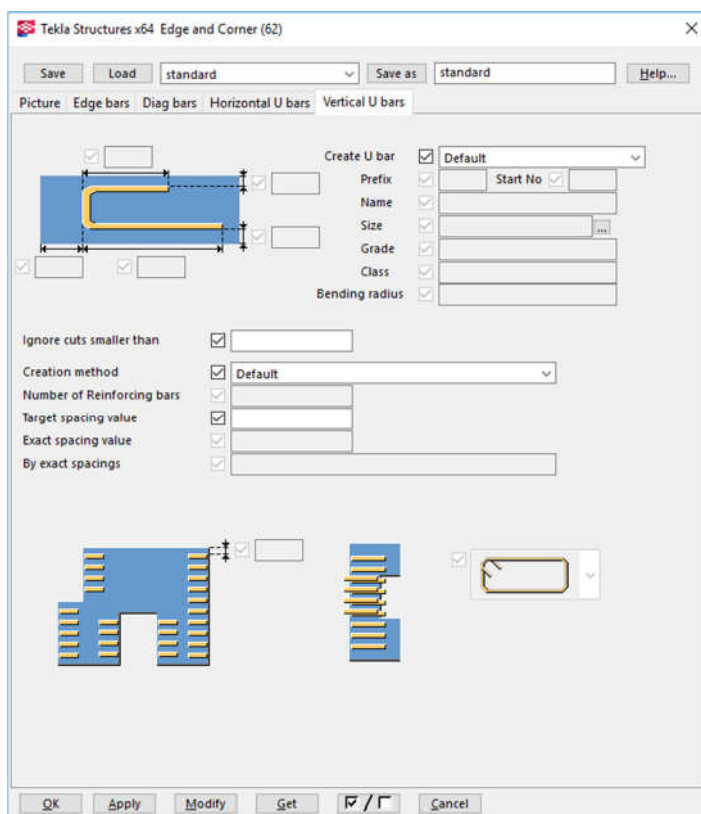 Tekla Structures x64 Edge and Corner (62)
Save Load standard Save as standard Help...
Picture Edge bars Diag bars Horizontal U bars Vertical U bars
Create U bar Default
Prefix Start No
Name
Size ...
Grade
Class
Bending radius
Ignore cuts smaller than
Creation method Default
Number of Reinforcing bars
Target spacing value
Exact spacing value
By exact spacings
OK Apply Modify Get / Cancel